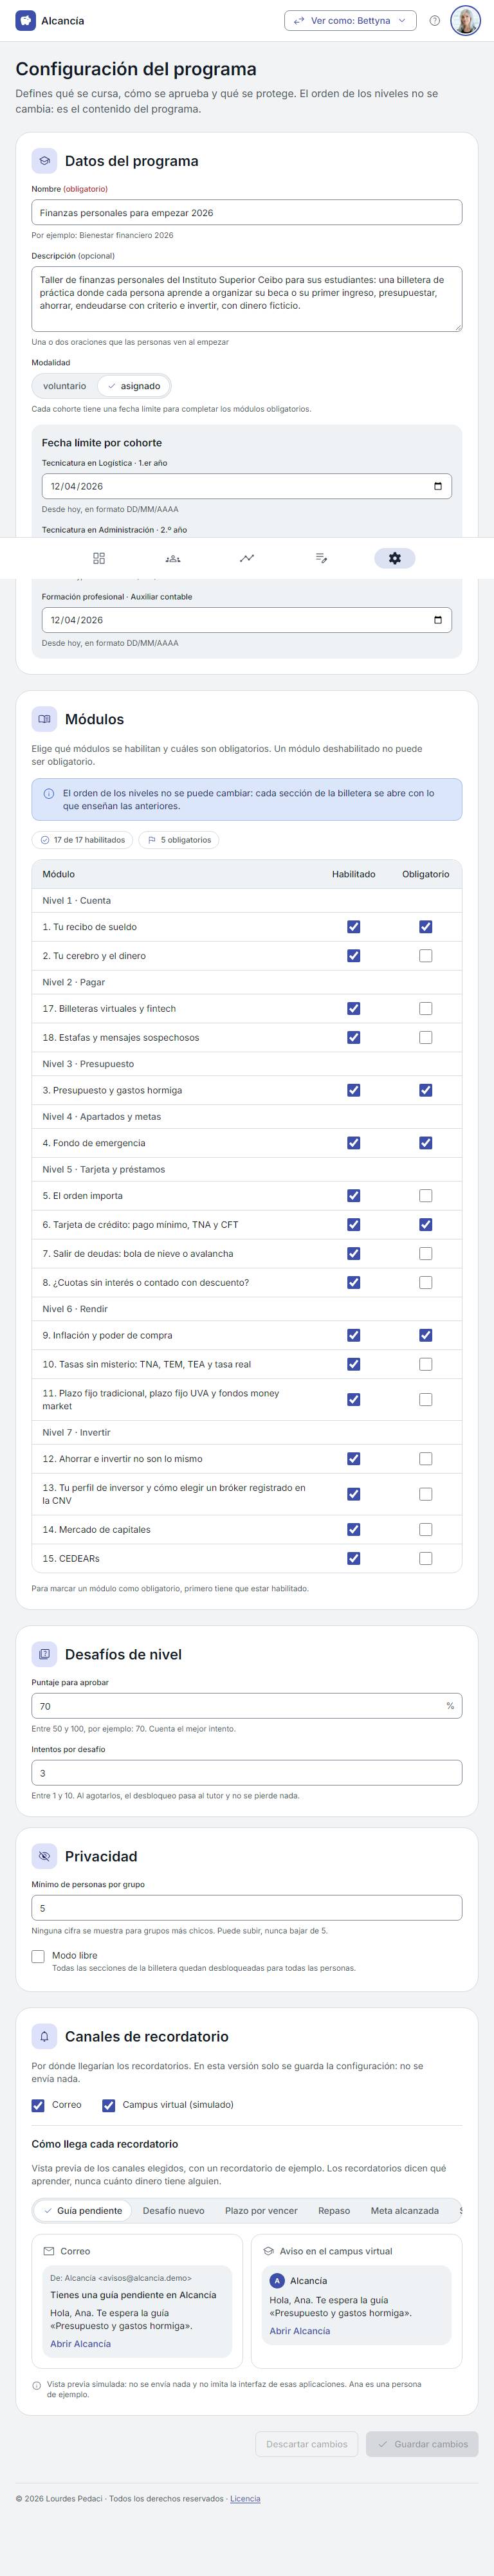 Alcancía
Ver como: Bettyna
Configuración del programa
Defines qué se cursa, cómo se aprueba y qué se protege. El orden de los niveles no se
cambia: es el contenido del programa.
Datos del programa
Nombre (obligatorio)
Finanzas personales para empezar 2026
Por ejemplo: Bienestar financiero 2026
Descripción (opcional)
Taller de finanzas personales del Instituto Superior Ceibo para sus estudiantes: una billetera de
práctica donde cada persona aprende a organizar su beca o su primer ingreso, presupuestar,
ahorrar, endeudarse con criterio e invertir, con dinero ficticio.
Una o dos oraciones que las personas ven al empezar
Modalidad
voluntario
asignado
Cada cohorte tiene una fecha límite para completar los módulos obligatorios.
Fecha límite por cohorte
Tecnicatura en Logística · 1.er año
12/04/2026
Desde hoy, en formato DD/MM/AAAA
Tecnicatura en Administración · 2.º año
Formación profesional · Auxiliar contable
12/04/2026
Desde hoy, en formato DD/MM/AAAA
Módulos
Elige qué módulos se habilitan y cuáles son obligatorios. Un módulo deshabilitado no puede
ser obligatorio.
El orden de los niveles no se puede cambiar: cada sección de la billetera se abre con lo
que enseñan las anteriores.
17 de 17 habilitados
5 obligatorios
Módulo Habilitado Obligatorio
Nivel 1 · Cuenta
1. Tu recibo de sueldo
2. Tu cerebro y el dinero
Nivel 2 · Pagar
17. Billeteras virtuales y fintech
18. Estafas y mensajes sospechosos
Nivel 3 · Presupuesto
3. Presupuesto y gastos hormiga
Nivel 4 · Apartados y metas
4. Fondo de emergencia
Nivel 5 · Tarjeta y préstamos
5. El orden importa
6. Tarjeta de crédito: pago mínimo, TNA y CFT
7. Salir de deudas: bola de nieve o avalancha
8. ¿Cuotas sin interés o contado con descuento?
Nivel 6 · Rendir
9. Inflación y poder de compra
10. Tasas sin misterio: TNA, TEM, TEA y tasa real
11. Plazo fijo tradicional, plazo fijo UVA y fondos money
market
Nivel 7 · Invertir
12. Ahorrar e invertir no son lo mismo
13. Tu perfil de inversor y cómo elegir un bróker registrado en
la CNV
14. Mercado de capitales
15. CEDEARs
Para marcar un módulo como obligatorio, primero tiene que estar habilitado.
Desafíos de nivel
Puntaje para aprobar
70 %
Entre 50 y 100, por ejemplo: 70. Cuenta el mejor intento.
Intentos por desafío
3
Entre 1 y 10. Al agotarlos, el desbloqueo pasa al tutor y no se pierde nada.
Privacidad
Mínimo de personas por grupo
5
Ninguna cifra se muestra para grupos más chicos. Puede subir, nunca bajar de 5.
Modo libre
Todas las secciones de la billetera quedan desbloqueadas para todas las personas.
Canales de recordatorio
Por dónde llegarían los recordatorios. En esta versión solo se guarda la configuración: no se
envía nada.
Correo
Campus virtual (simulado)
Cómo llega cada recordatorio
Vista previa de los canales elegidos, con un recordatorio de ejemplo. Los recordatorios dicen qué
aprender, nunca cuánto dinero tiene alguien.
Guía pendiente Desafío nuevo Plazo por vencer Repaso Meta alcanzada
Correo
De: Alcancía <avisos@alcancia.demo>
Tienes una guía pendiente en Alcancía
Hola, Ana. Te espera la guía
«Presupuesto y gastos hormiga».
Abrir Alcancía
Aviso en el campus virtual
A Alcancía
Hola, Ana. Te espera la guía
«Presupuesto y gastos hormiga».
Abrir Alcancía
Vista previa simulada: no se envía nada y no imita la interfaz de esas aplicaciones. Ana es una persona
de ejemplo.
Descartar cambios
Guardar cambios
© 2026 Lourdes Pedaci · Todos los derechos reservados · Licencia